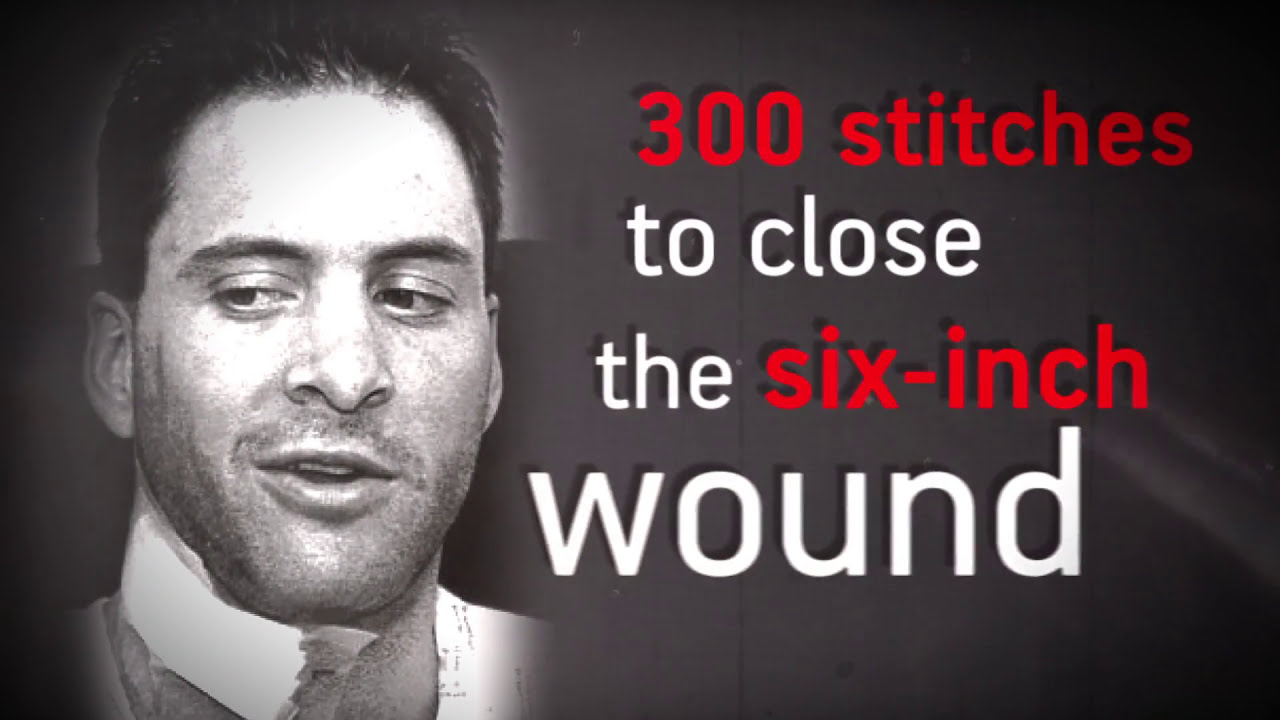 300 stitches
to close
the six-inch
wound